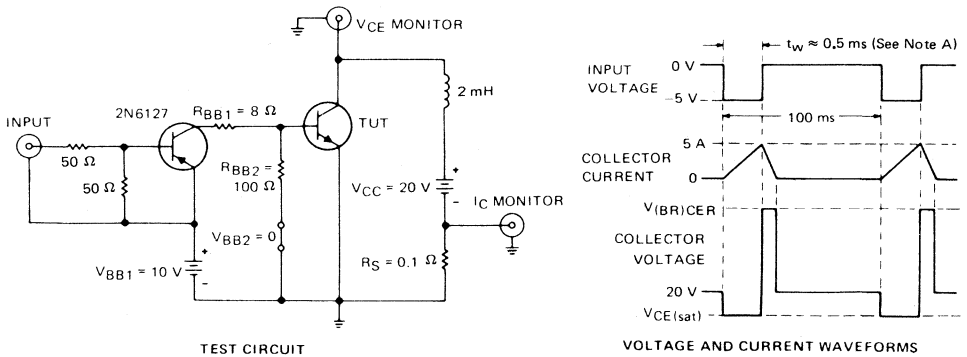 V_CE MONITOR
2N6127
R_BB1 = 8 Ω
TUT
2 mH
INPUT
50 Ω
50 Ω
R_BB2 =
100 Ω
V_CC = 20 V
+
-
I_C MONITOR
V_BB2 = 0
R_S = 0.1 Ω
+
V_BB1 = 10 V
-
TEST CIRCUIT
t_w ≈ 0.5 ms (See Note A)
INPUT
VOLTAGE
0 V
-5 V
100 ms
5 A
COLLECTOR
CURRENT
0
V_(BR)CER
COLLECTOR
VOLTAGE
20 V
V_CE(sat)
VOLTAGE AND CURRENT WAVEFORMS